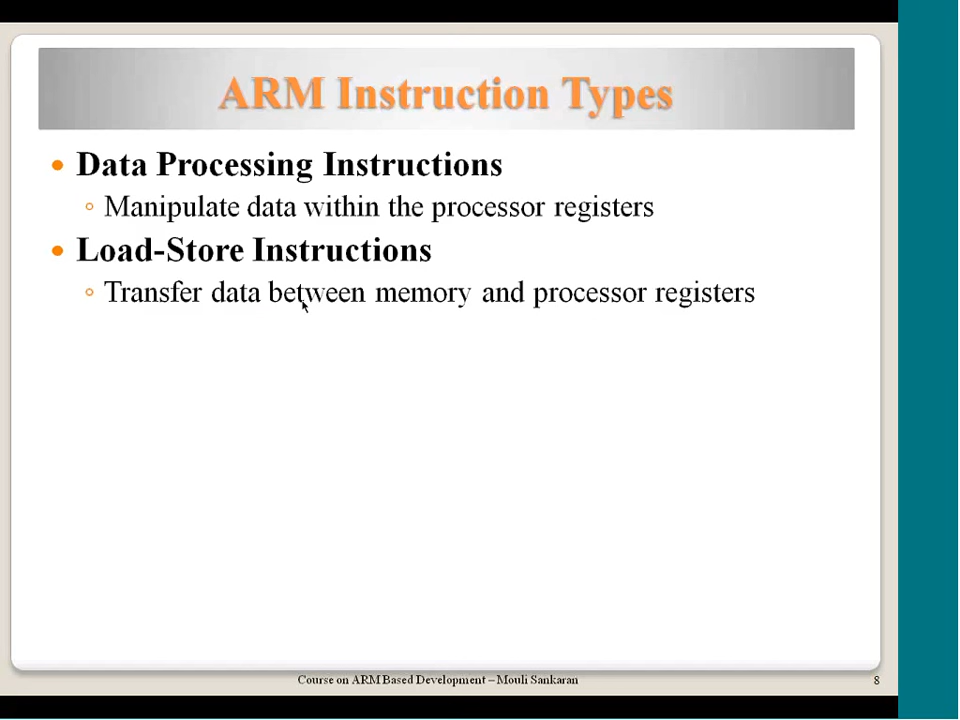 ARM Instruction Types
• Data Processing Instructions
◦ Manipulate data within the processor registers
• Load-Store Instructions
◦ Transfer data between memory and processor registers
Course on ARM Based Development – Mouli Sankaran
8